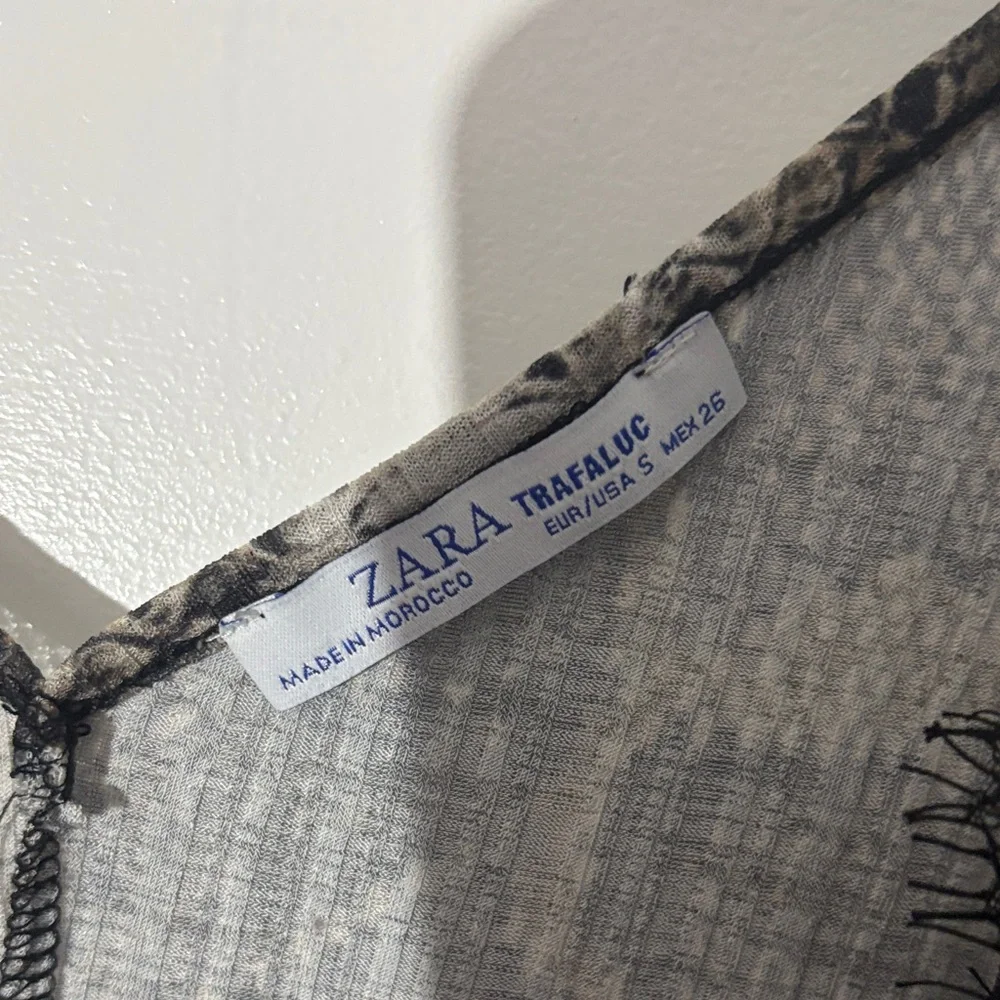 ZARA TRAFALUC
MADE IN MOROCCO EUR/USA S MEX 26